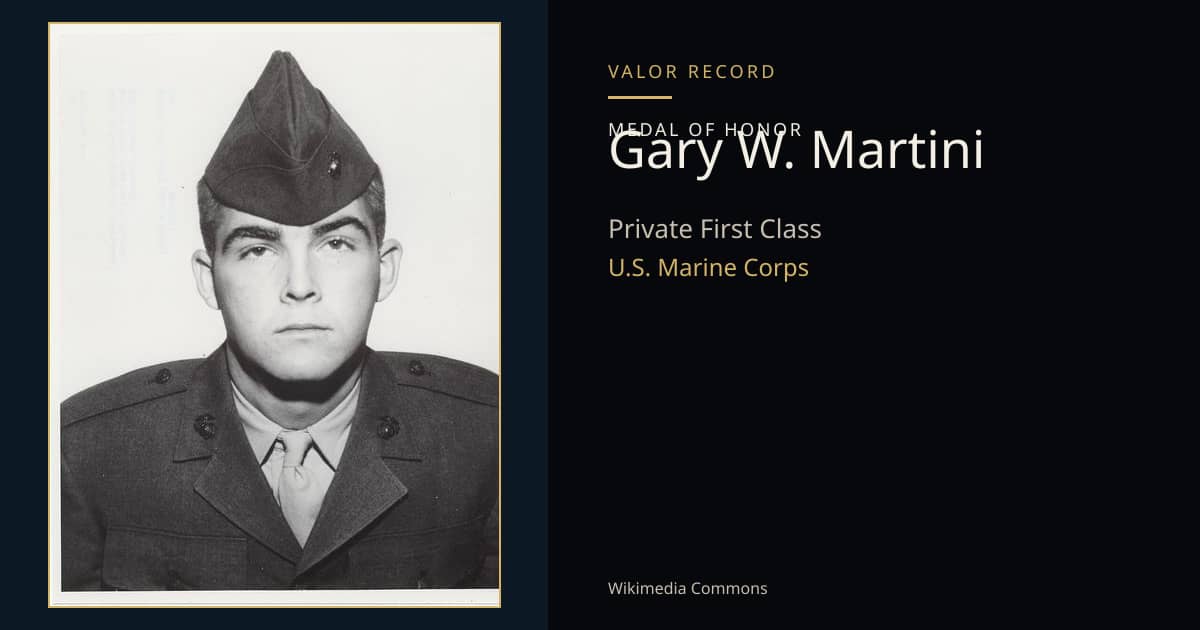 VALOR RECORD
MEDAL OF HONOR
Gary W. Martini
Private First Class
U.S. Marine Corps
Wikimedia Commons